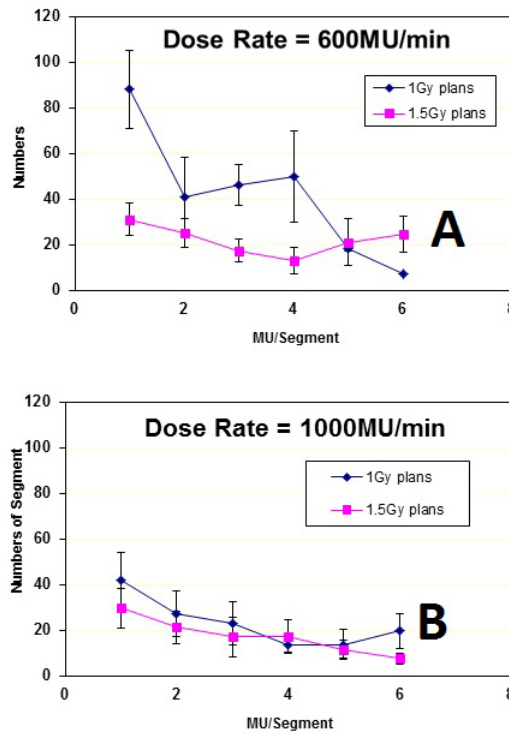 Dose Rate = 600MU/min
120
100
80
60
40
20
0
Numbers
1Gy plans
1.5Gy plans
A
0 2 4 6 8
MU/Segment
Dose Rate = 1000MU/min
120
100
80
60
40
20
0
Numbers of Segment
1Gy plans
1.5Gy plans
B
0 2 4 6 8
MU/Segment